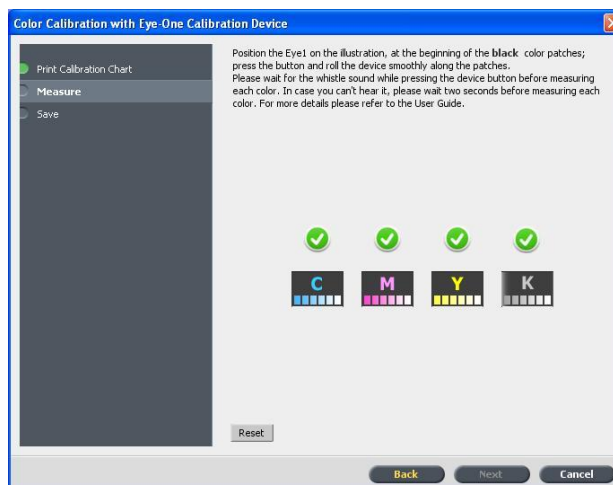 Color Calibration with Eye-One Calibration Device
Print Calibration Chart
Measure
Save
Position the Eye1 on the illustration, at the beginning of the black color patches;
press the button and roll the device smoothly along the patches.
Please wait for the whistle sound while pressing the device button before measuring
each color. In case you can't hear it, please wait two seconds before measuring each
color. For more details please refer to the User Guide.
C M Y K
Reset
Back Next Cancel